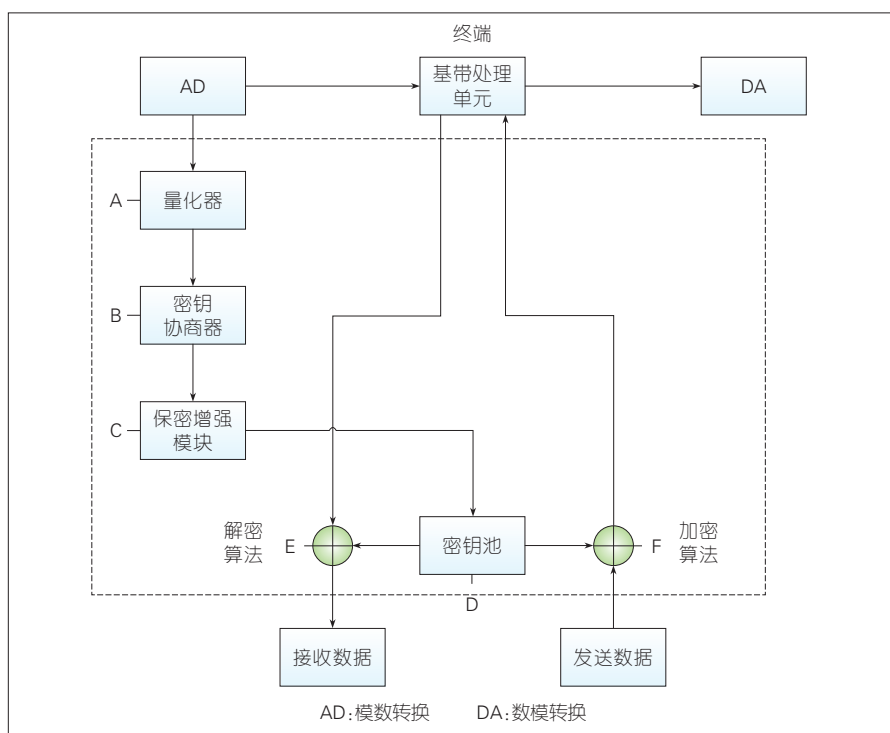 终端
AD
基带处理
单元
DA
A
量化器
B
密钥
协商器
C
保密增强
模块
解密
算法
E
密钥池
F
加密
算法
D
接收数据
发送数据
AD:模数转换 DA:数模转换